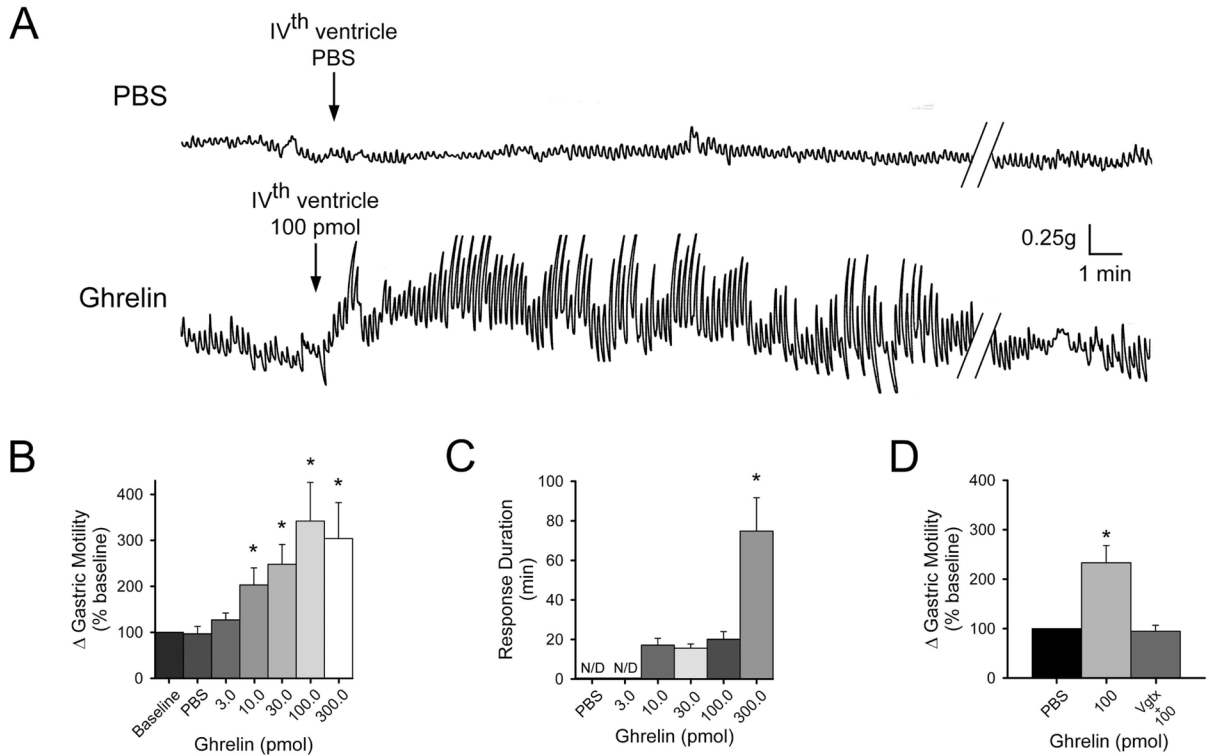 A
IVth ventricle
PBS
PBS
IVth ventricle
100 pmol
Ghrelin
0.25g
1 min
B
Δ Gastric Motility
(% baseline)
400
300
200
100
0
Baseline
PBS
3.0
10.0
30.0
100.0
300.0
*
*
*
*
Ghrelin (pmol)
C
Response Duration
(min)
100
80
60
40
20
0
N/D
N/D
*
PBS
3.0
10.0
30.0
100.0
300.0
Ghrelin (pmol)
D
Δ Gastric Motility
(% baseline)
400
300
200
100
0
*
PBS
100
Vgtx
+
100
Ghrelin (pmol)